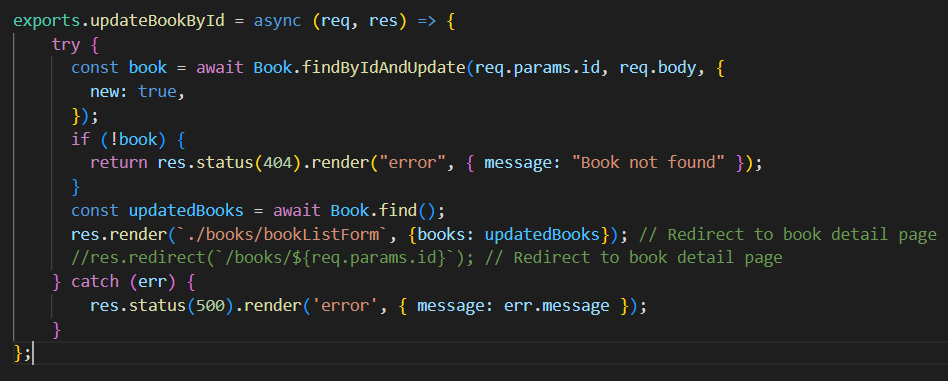 exports.updateBookById = async (req, res) => {
try {
const book = await Book.findByIdAndUpdate(req.params.id, req.body, {
new: true,
});
if (!book) {
return res.status(404).render("error", { message: "Book not found" });
}
const updatedBooks = await Book.find();
res.render(`./books/bookListForm`, {books: updatedBooks}); // Redirect to book detail page
//res.redirect(`/books/${req.params.id}`); // Redirect to book detail page
} catch (err) {
res.status(500).render('error', { message: err.message });
}
};